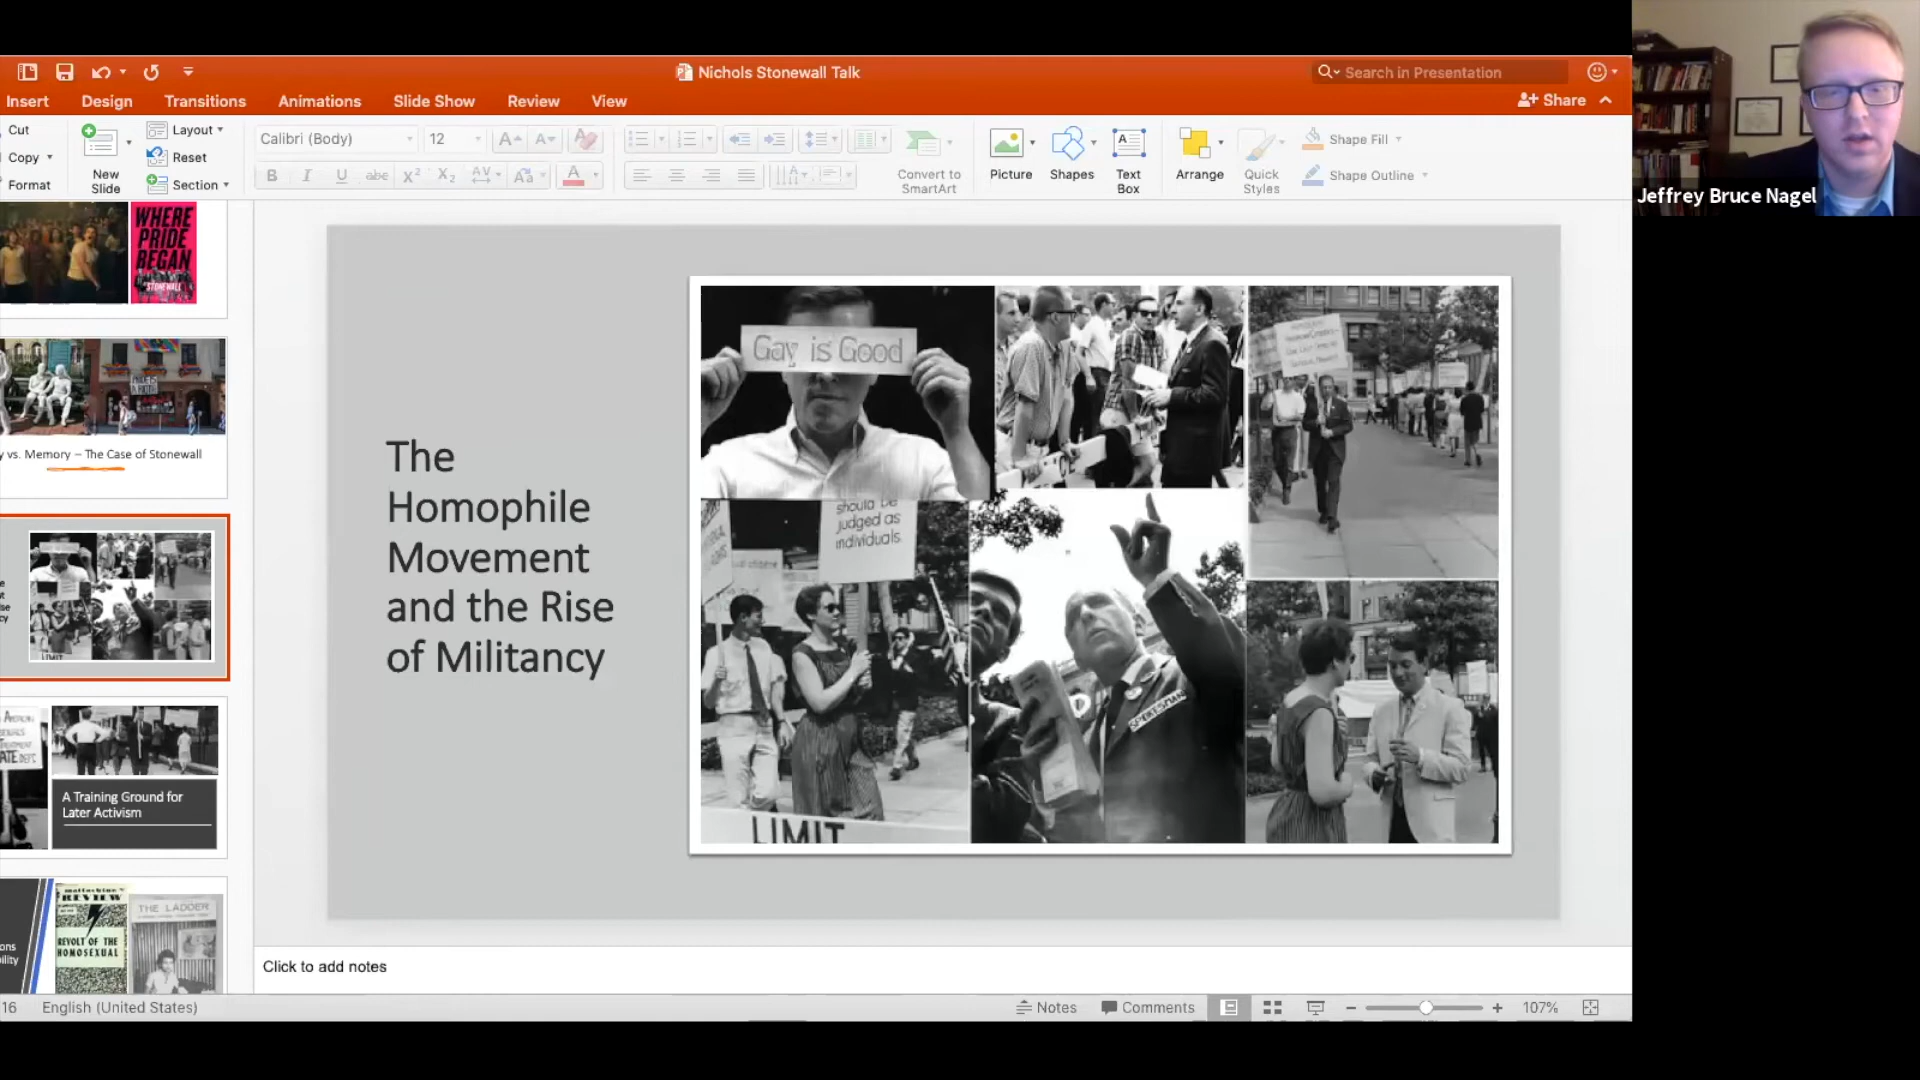 Nichols Stonewall Talk
Search in Presentation
Insert
Design
Transitions
Animations
Slide Show
Review
View
Share
Cut
Copy
Format
New
Slide
Layout
Reset
Section
Calibri (Body)
12
Convert to
SmartArt
Picture
Shapes
Text
Box
Arrange
Quick
Styles
Shape Fill
Shape Outline
Jeffrey Bruce Nagel
WHERE
PRIDE
BEGAN
STONEWALL
y vs. Memory – The Case of Stonewall
A Training Ground for
Later Activism
REVIEW
REVOLT OF THE
HOMOSEXUAL
THE LADDER
The
Homophile
Movement
and the Rise
of Militancy
Gay is Good
should be
judged as
individuals
LIMIT
Click to add notes
16
English (United States)
Notes
Comments
107%